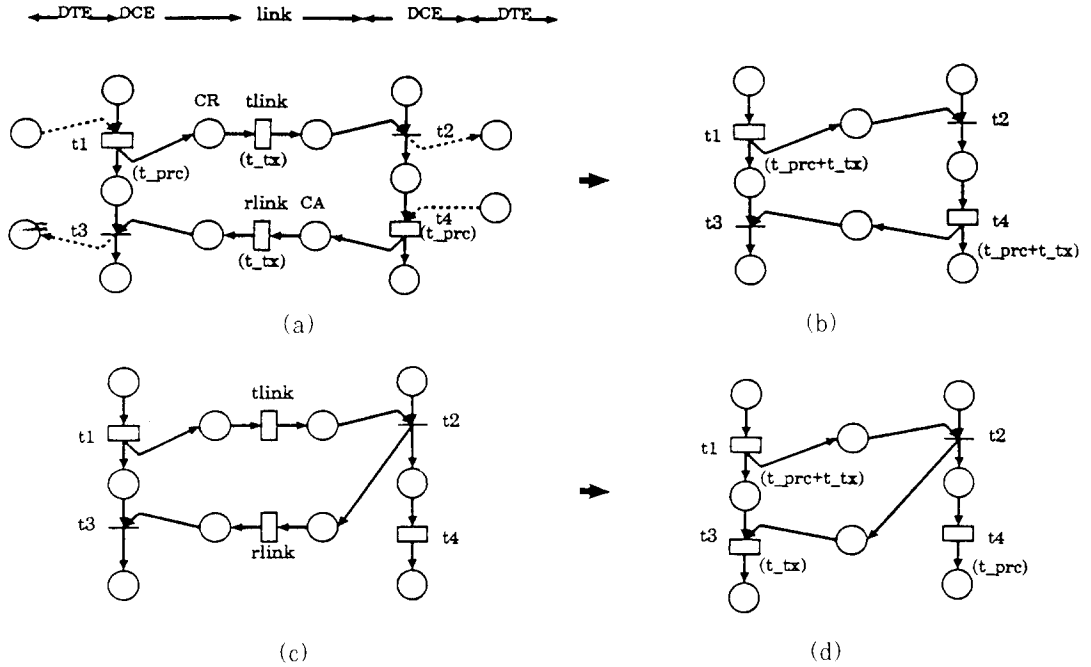 DTE DCE link DCE DTE
CR tlink
t1 t2
(t_prc) (t_tx)
rlink CA
t3 t4
(t_tx) (t_prc)
(a)
t1 t2
(t_prc+t_tx)
t3 t4
(t_prc+t_tx)
(b)
tlink
t1 t2
t3 t4
rlink
(c)
t1 t2
(t_prc+t_tx)
t3 t4
(t_tx) (t_prc)
(d)